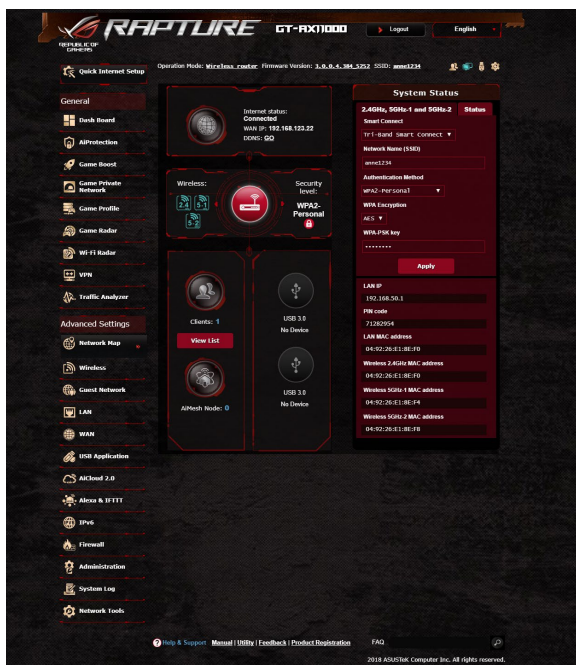 REPUBLIC OF
GAMERS
RAPTURE
GT-AX11000
Logout
English
Quick Internet Setup
Operation Mode: Wireless router Firmware Version: 3.0.0.4.384_5252 SSID: anne1234
General
Dash Board
AiProtection
Game Boost
Game Private
Network
Game Profile
Game Radar
Wi-Fi Radar
VPN
Traffic Analyzer
Advanced Settings
Network Map
Wireless
Guest Network
LAN
WAN
USB Application
AiCloud 2.0
Alexa & IFTTT
IPv6
Firewall
Administration
System Log
Network Tools
Internet status:
Connected
WAN IP: 192.168.123.22
DDNS: GO
Wireless:
2.4 5-1
5-2
Security
level:
WPA2-
Personal
Clients: 1
View List
AiMesh Node: 0
USB 3.0
No Device
USB 3.0
No Device
System Status
2.4GHz, 5GHz-1 and 5GHz-2 Status
Smart Connect
Tri-Band Smart Connect
Network Name (SSID)
anne1234
Authentication Method
WPA2-Personal
WPA Encryption
AES
WPA-PSK key
••••••••
Apply
LAN IP
192.168.50.1
PIN code
71282954
LAN MAC address
04:92:26:E1:8E:F0
Wireless 2.4GHz MAC address
04:92:26:E1:8E:F0
Wireless 5GHz-1 MAC address
04:92:26:E1:8E:F4
Wireless 5GHz-2 MAC address
04:92:26:E1:8E:F8
Help & Support Manual | Utility | Feedback | Product Registration FAQ
2018 ASUSTek Computer Inc. All rights reserved.